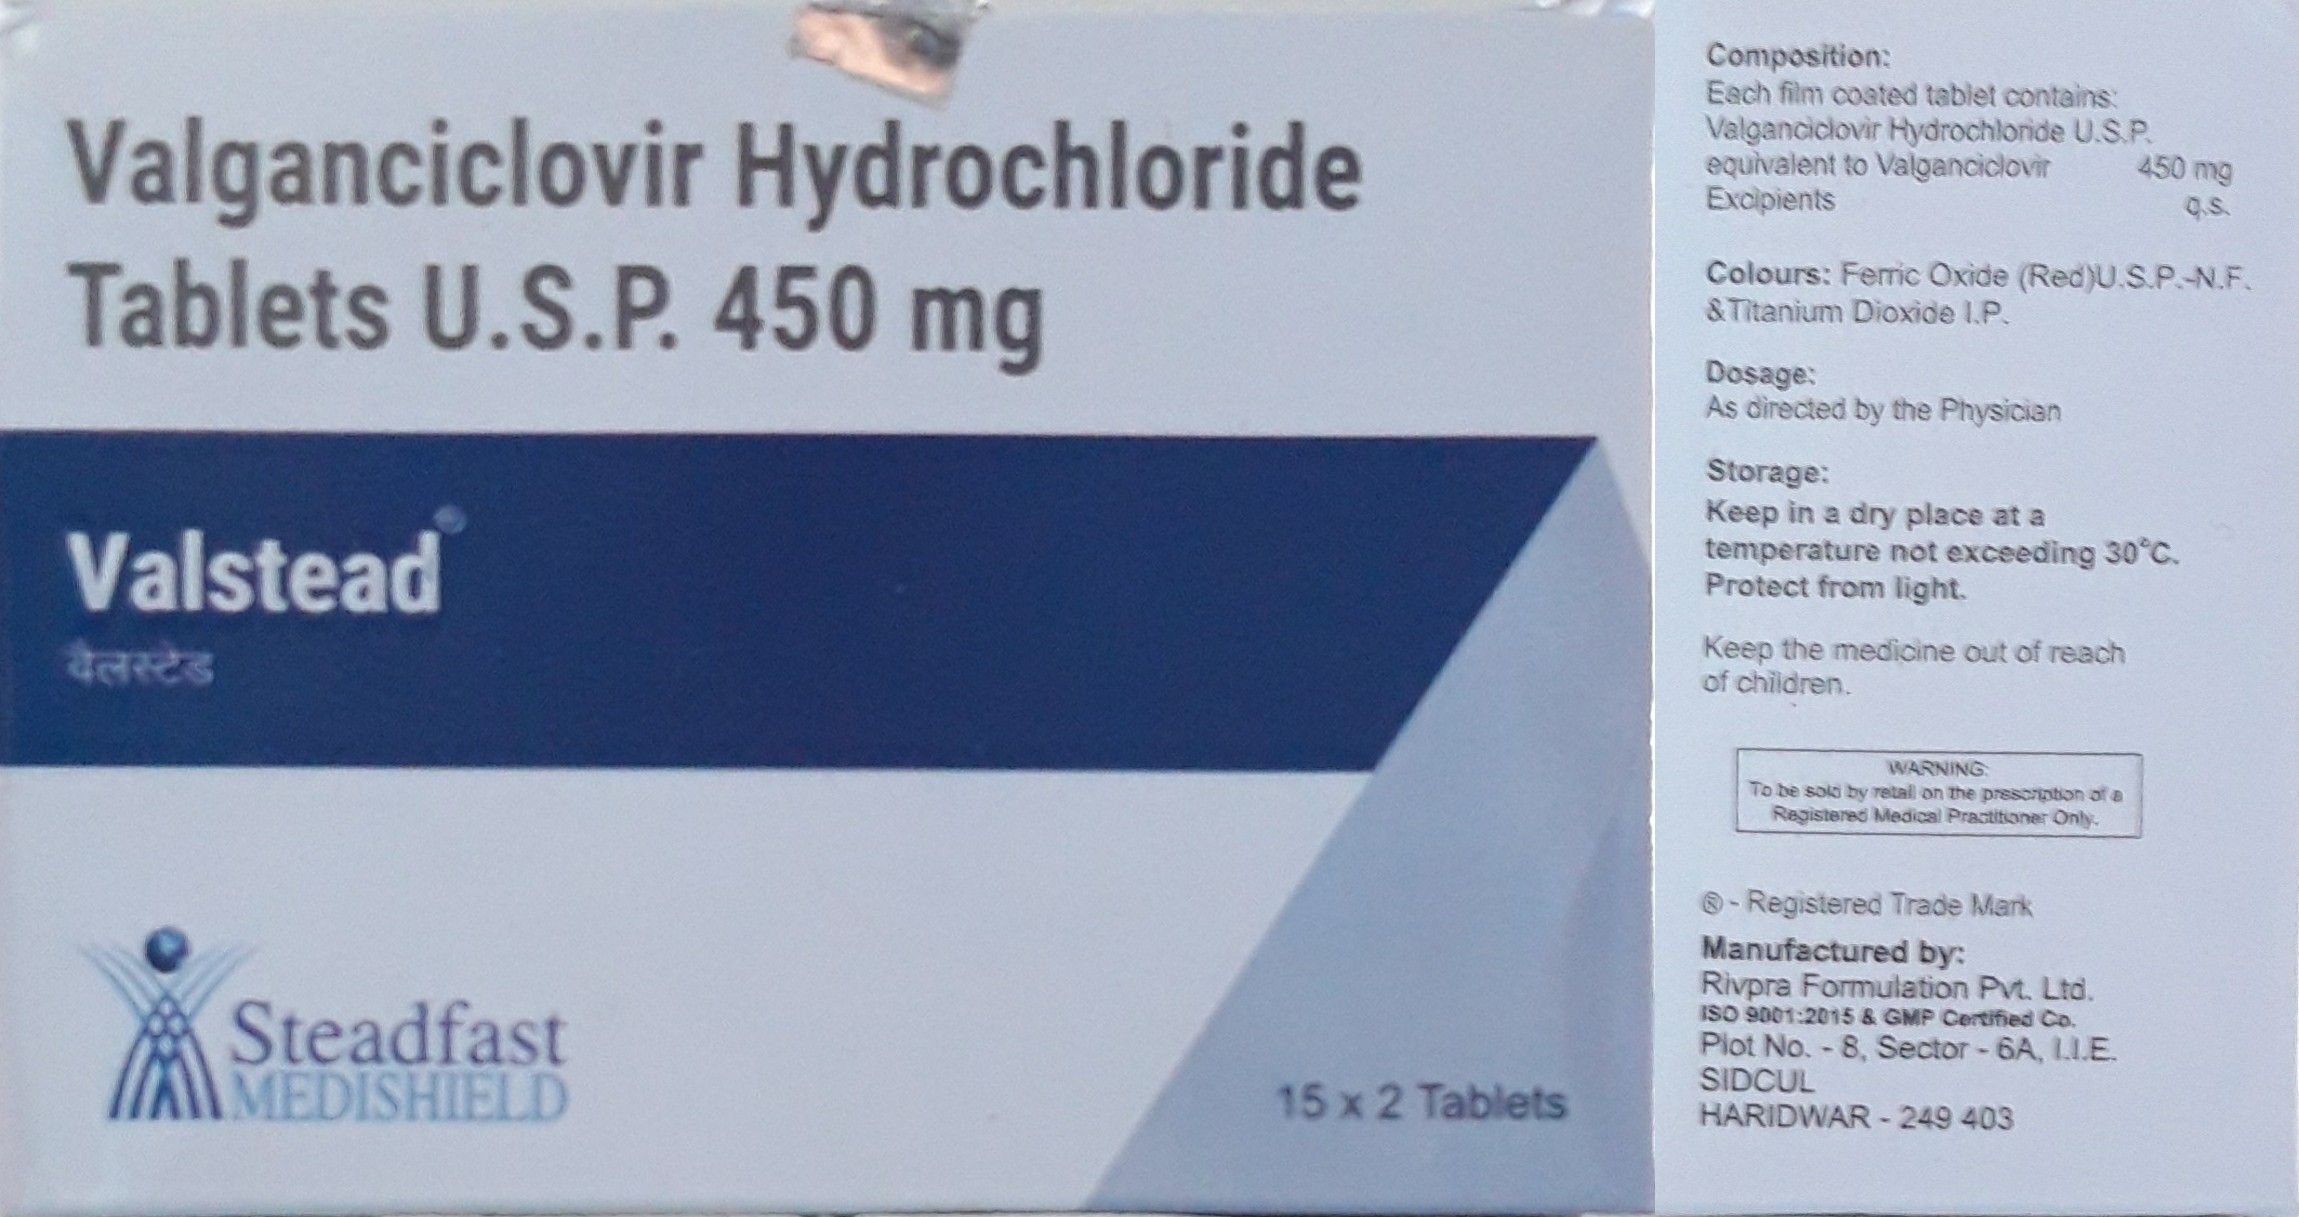 Valganciclovir Hydrochloride
Tablets U.S.P. 450 mg
Valstead®
वैलस्टेड
Steadfast
MEDISHIELD
15 x 2 Tablets
Composition:
Each film coated tablet contains:
Valganciclovir Hydrochloride U.S.P.
equivalent to Valganciclovir 450 mg
Excipients q.s.
Colours: Ferric Oxide (Red)U.S.P.-N.F.
&Titanium Dioxide I.P.
Dosage:
As directed by the Physician
Storage:
Keep in a dry place at a
temperature not exceeding 30°C.
Protect from light.
Keep the medicine out of reach
of children.
WARNING:
To be sold by retail on the prescription of a
Registered Medical Practitioner Only.
® - Registered Trade Mark
Manufactured by:
Rivpra Formulation Pvt. Ltd.
ISO 9001:2015 & GMP Certified Co.
Plot No. - 8, Sector - 6A, I.I.E.
SIDCUL
HARIDWAR - 249 403